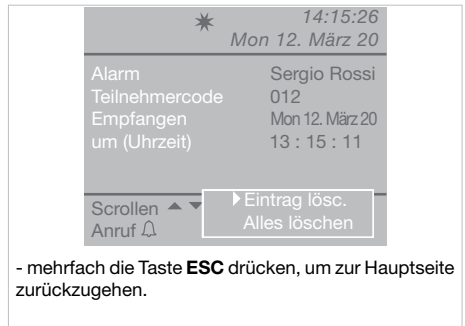 14:15:26
Mon 12. März 20
Alarm Sergio Rossi
Teilnehmercode 012
Empfangen Mon 12. März 20
um (Uhrzeit) 13 : 15 : 11
Scrollen ▲ ▼ Eintrag lösc.
Anruf Alles löschen
- mehrfach die Taste ESC drücken, um zur Hauptseite
zurückzugehen.